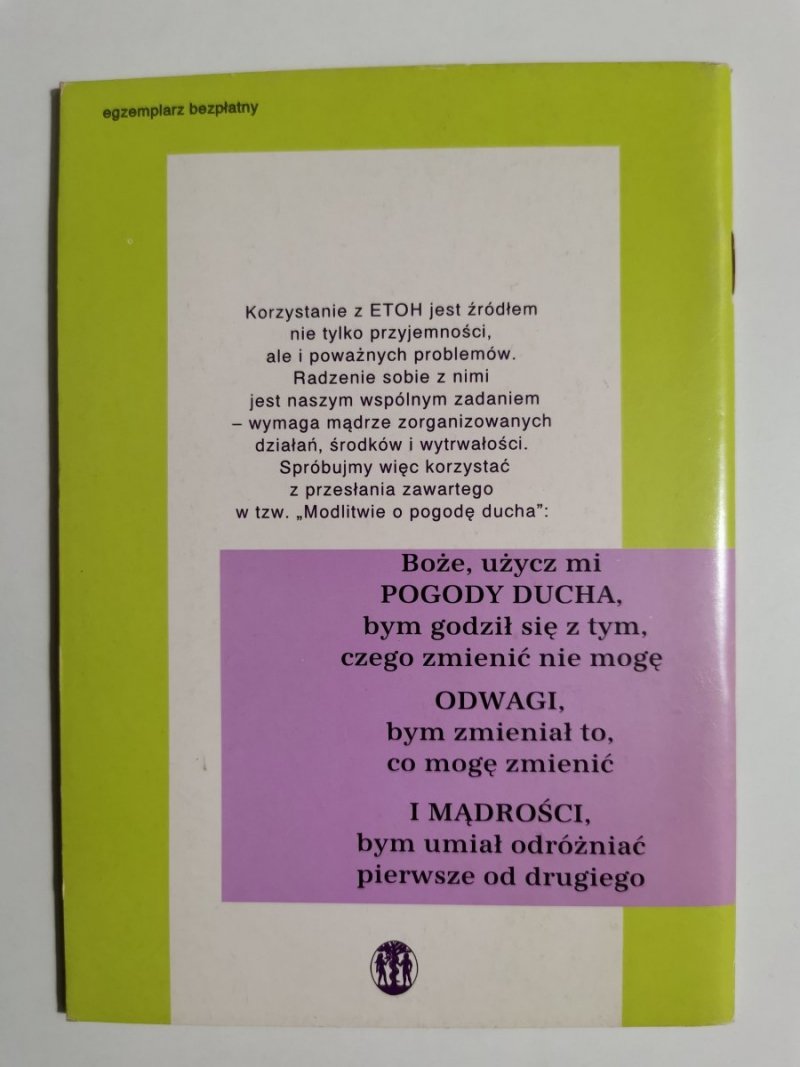 egzemplarz bezpłatny
Korzystanie z ETOH jest źródłem
nie tylko przyjemności,
ale i poważnych problemów.
Radzenie sobie z nimi
jest naszym wspólnym zadaniem
– wymaga mądrze zorganizowanych
działań, środków i wytrwałości.
Spróbujmy więc korzystać
z przesłania zawartego
w tzw. „Modlitwie o pogodę ducha”:
Boże, użycz mi
POGODY DUCHA,
bym godził się z tym,
czego zmienić nie mogę
ODWAGI,
bym zmieniał to,
co mogę zmienić
I MĄDROŚCI,
bym umiał odróżniać
pierwsze od drugiego